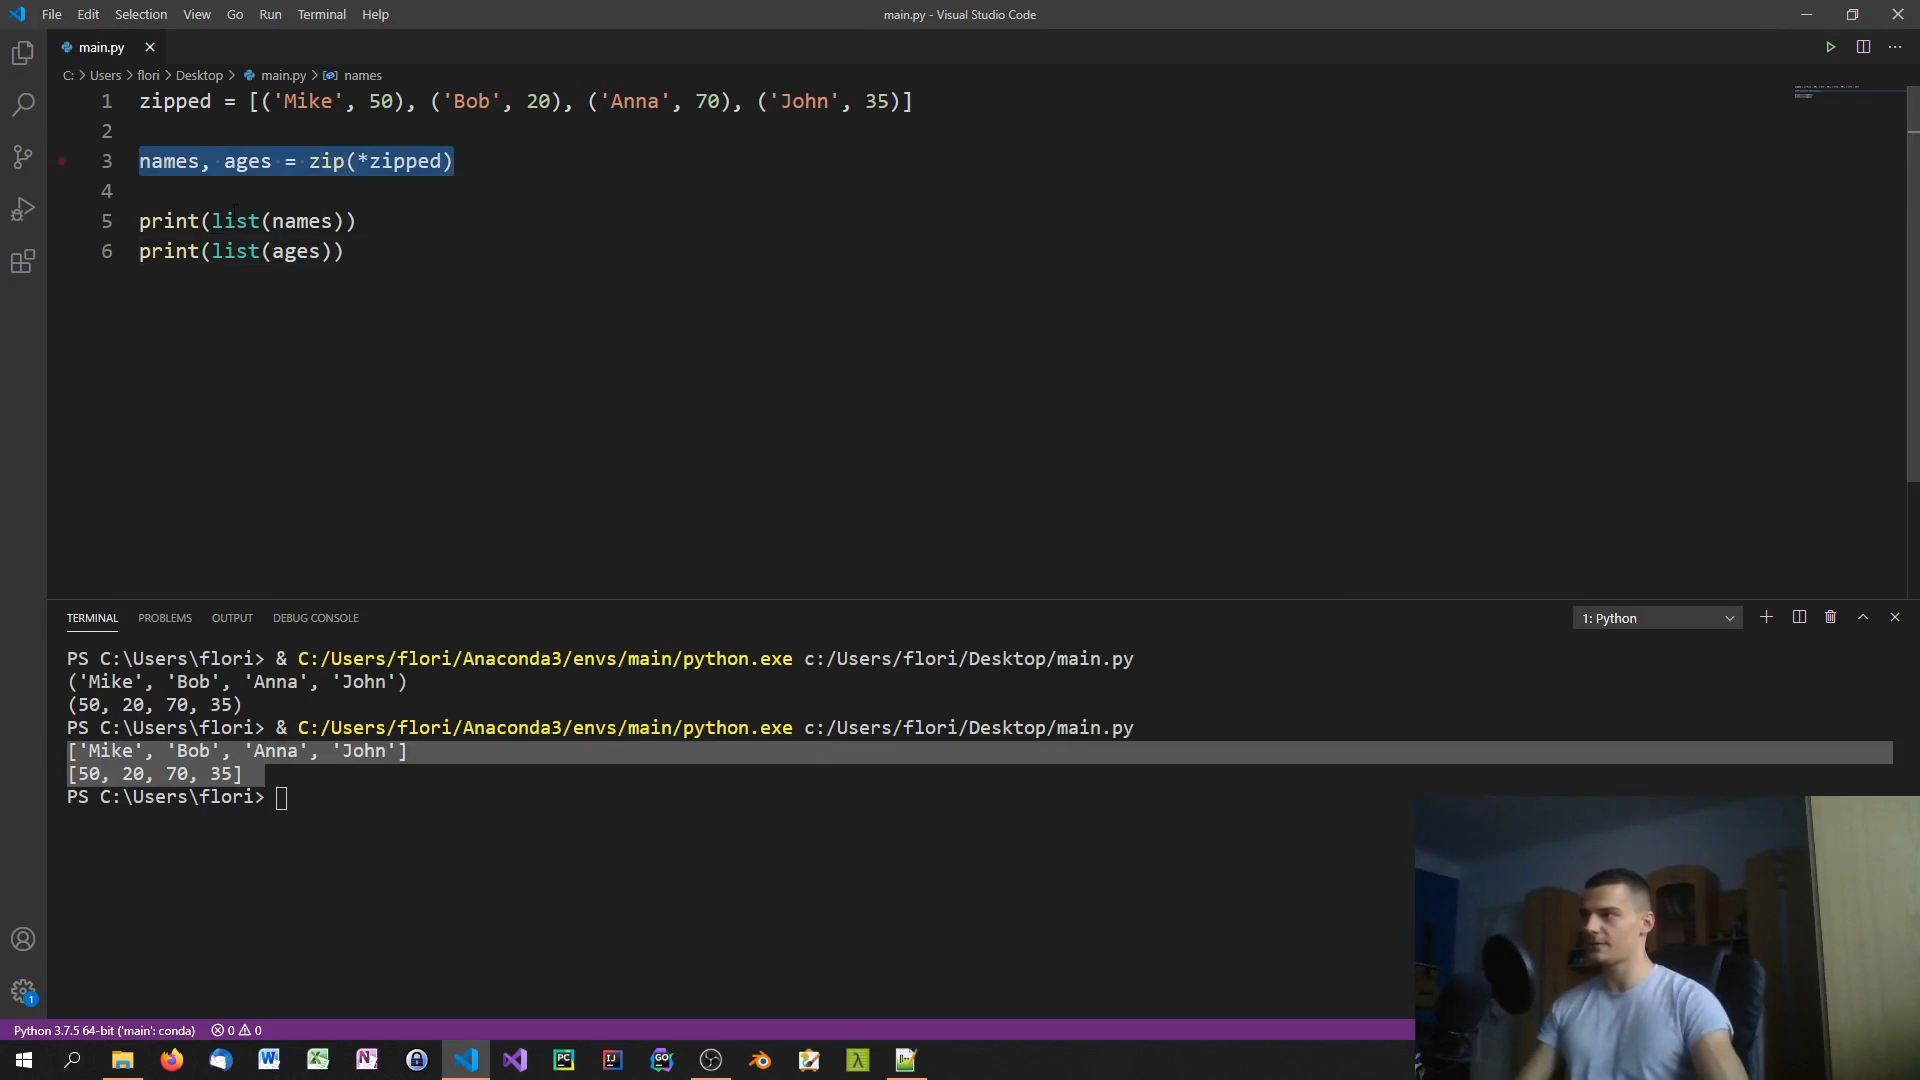 File Edit Selection View Go Run Terminal Help
main.py - Visual Studio Code
main.py
C: > Users > flori > Desktop > main.py > names
1 zipped = [('Mike', 50), ('Bob', 20), ('Anna', 70), ('John', 35)]
2
3 names, ages = zip(*zipped)
4
5 print(list(names))
6 print(list(ages))
TERMINAL PROBLEMS OUTPUT DEBUG CONSOLE
1: Python
PS C:\Users\flori> & C:/Users/flori/Anaconda3/envs/main/python.exe c:/Users/flori/Desktop/main.py
('Mike', 'Bob', 'Anna', 'John')
(50, 20, 70, 35)
PS C:\Users\flori> & C:/Users/flori/Anaconda3/envs/main/python.exe c:/Users/flori/Desktop/main.py
['Mike', 'Bob', 'Anna', 'John']
[50, 20, 70, 35]
PS C:\Users\flori>
1
Python 3.7.5 64-bit ('main': conda) 0 0
W X N PC IJ GO λ